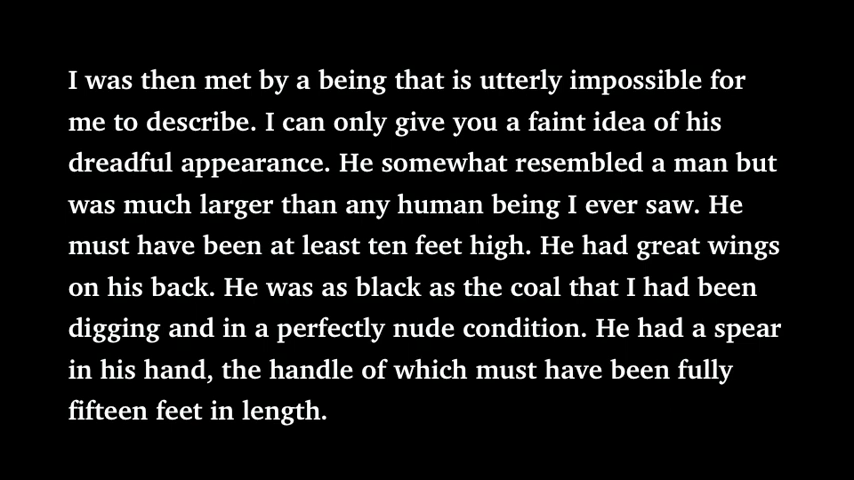 I was then met by a being that is utterly impossible for
me to describe. I can only give you a faint idea of his
dreadful appearance. He somewhat resembled a man but
was much larger than any human being I ever saw. He
must have been at least ten feet high. He had great wings
on his back. He was as black as the coal that I had been
digging and in a perfectly nude condition. He had a spear
in his hand, the handle of which must have been fully
fifteen feet in length.